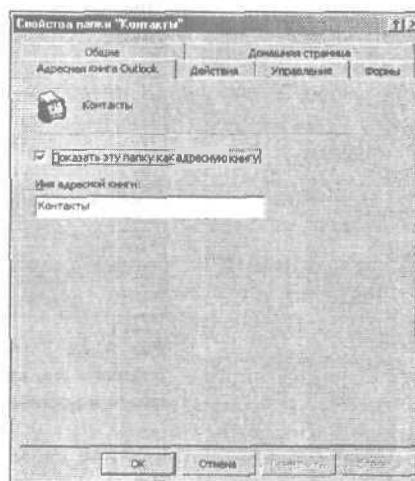 Свойства папки "Контакты"
Общие Домашняя страница
Адресная книга Outlook Действия Управление Формы
Контакты
Показать эту папку как адресную книгу
Имя адресной книги:
Контакты
OK Отмена